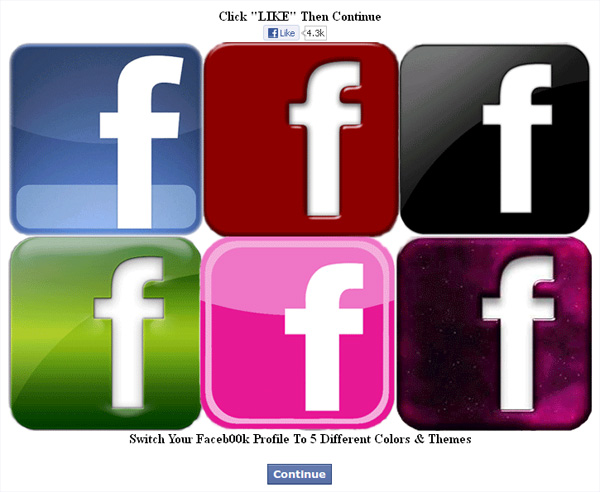 Click "LIKE" Then Continue
Like 4.3k
f f f
f f f
Switch Your Faceb00k Profile To 5 Different Colors & Themes
Continue